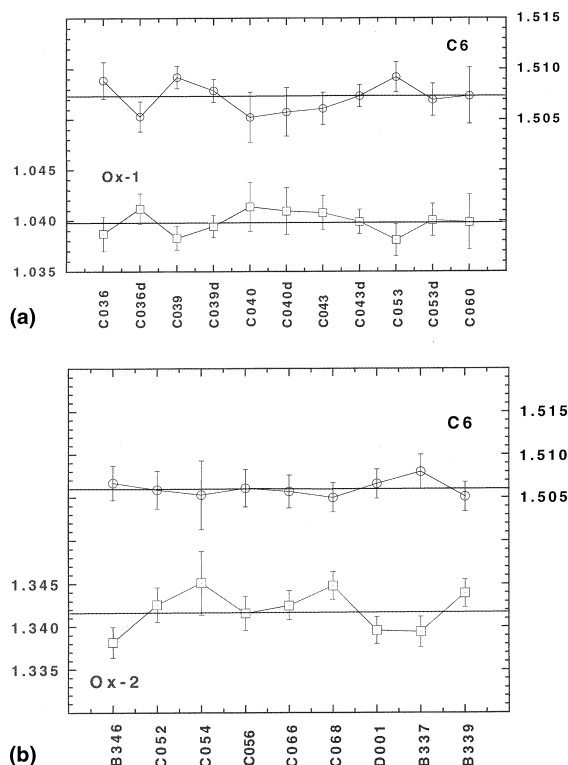 1.515
C6
1.510
1.505
1.045
Ox-1
1.040
1.035
(a)
C036
C036d
C039
C039d
C040
C040d
C043
C043d
C053
C053d
C060
1.515
C6
1.510
1.505
1.345
1.340
1.335
Ox-2
(b)
B346
C052
C054
C056
C066
C068
D001
B337
B339